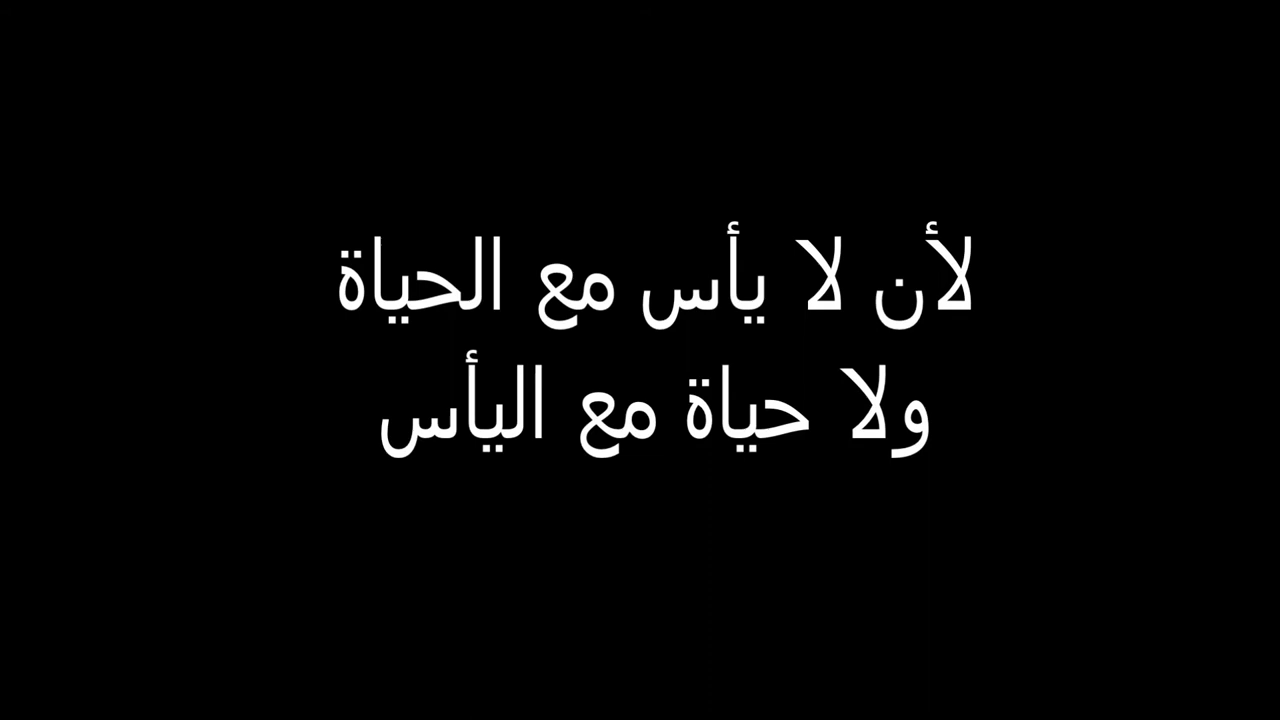 لأن لا يأس مع الحياة
ولا حياة مع اليأس